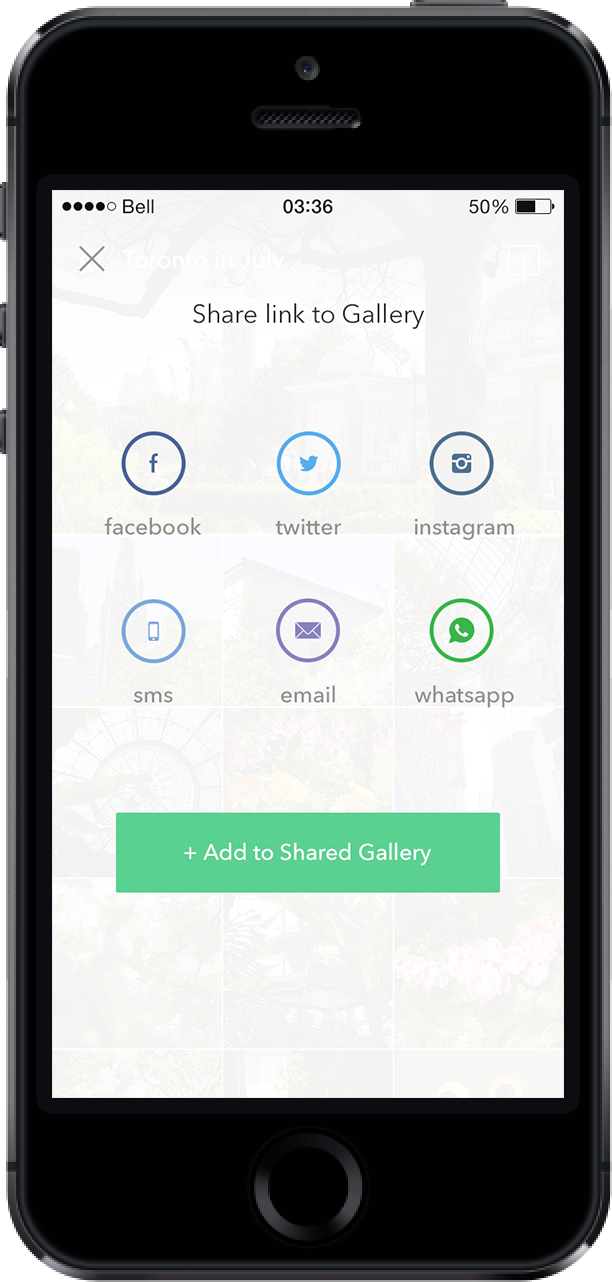 Bell 03:36 50%
Toronto in July
Share link to Gallery
facebook twitter instagram
sms email whatsapp
+ Add to Shared Gallery